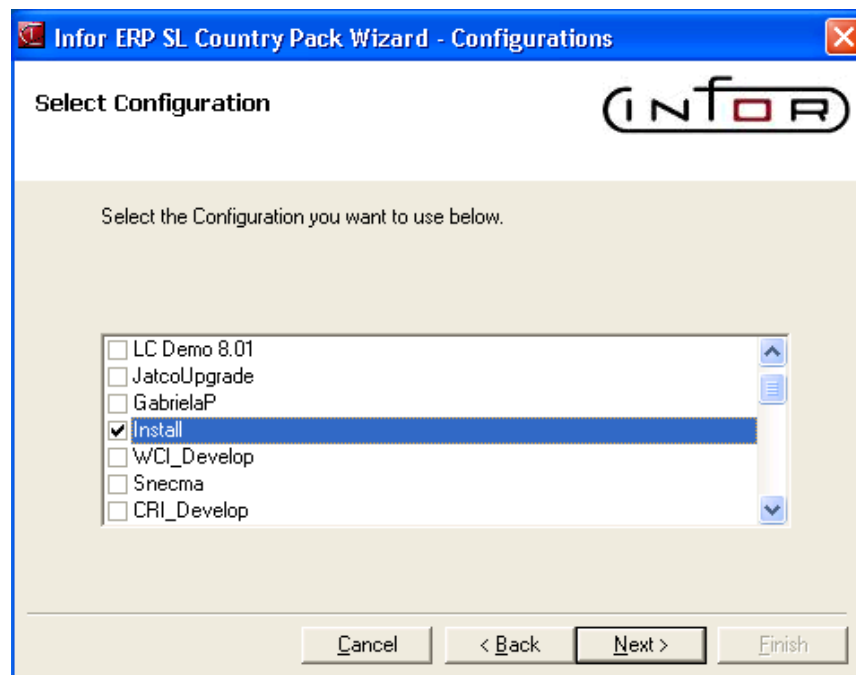 Infor ERP SL Country Pack Wizard - Configurations
Select Configuration
infor
Select the Configuration you want to use below.
LC Demo 8.01
JatcoUpgrade
GabrielaP
Install
WCI_Develop
Snecma
CRI_Develop
Cancel
< Back
Next >
Finish